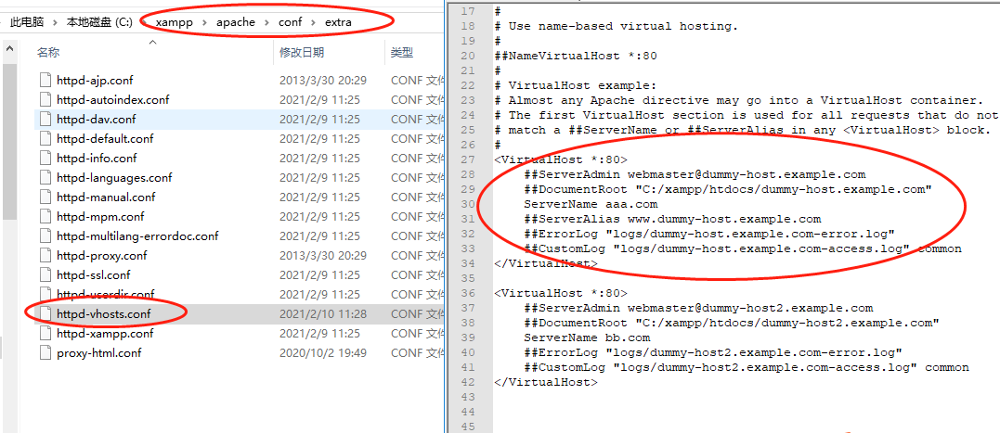 此电脑 › 本地磁盘 (C:) › xampp › apache › conf › extra
名称 修改日期 类型
httpd-ajp.conf 2013/3/30 20:29 CONF 文件
httpd-autoindex.conf 2021/2/9 11:25 CONF 文件
httpd-dav.conf 2021/2/9 11:25 CONF 文件
httpd-default.conf 2021/2/9 11:25 CONF 文件
httpd-info.conf 2021/2/9 11:25 CONF 文件
httpd-languages.conf 2021/2/9 11:25 CONF 文件
httpd-manual.conf 2021/2/9 11:25 CONF 文件
httpd-mpm.conf 2021/2/9 11:25 CONF 文件
httpd-multilang-errordoc.conf 2021/2/9 11:25 CONF 文件
httpd-proxy.conf 2013/3/30 20:29 CONF 文件
httpd-ssl.conf 2021/2/9 11:25 CONF 文件
httpd-userdir.conf 2021/2/9 11:25 CONF 文件
httpd-vhosts.conf 2021/2/10 11:28 CONF 文件
httpd-xampp.conf 2021/2/9 11:25 CONF 文件
proxy-html.conf 2020/10/2 19:49 CONF 文件
17 #
18 # Use name-based virtual hosting.
19 #
20 ##NameVirtualHost *:80
21 #
22 # VirtualHost example:
23 # Almost any Apache directive may go into a VirtualHost container.
24 # The first VirtualHost section is used for all requests that do not
25 # match a ##ServerName or ##ServerAlias in any <VirtualHost> block.
26 #
27 <VirtualHost *:80>
28 ##ServerAdmin webmaster@dummy-host.example.com
29 ##DocumentRoot "C:/xampp/htdocs/dummy-host.example.com"
30 ServerName aaa.com
31 ##ServerAlias www.dummy-host.example.com
32 ##ErrorLog "logs/dummy-host.example.com-error.log"
33 ##CustomLog "logs/dummy-host.example.com-access.log" common
34 </VirtualHost>
35
36 <VirtualHost *:80>
37 ##ServerAdmin webmaster@dummy-host2.example.com
38 ##DocumentRoot "C:/xampp/htdocs/dummy-host2.example.com"
39 ServerName bb.com
40 ##ErrorLog "logs/dummy-host2.example.com-error.log"
41 ##CustomLog "logs/dummy-host2.example.com-access.log" common
42 </VirtualHost>
43
44
45